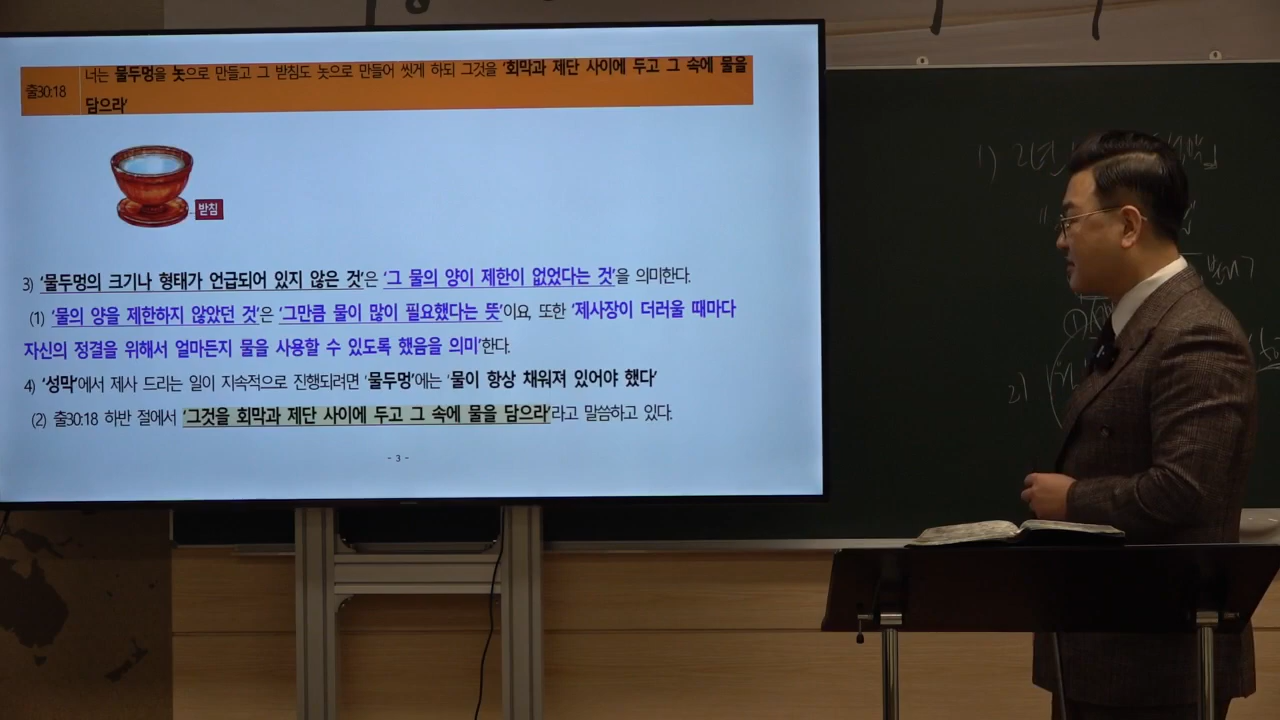 출30:18
너는 물두멍을 놋으로 만들고 그 받침도 놋으로 만들어 씻게 하되 그것을 '회막과 제단 사이에 두고 그 속에 물을
담으라'
받침
3) '물두멍의 크기나 형태가 언급되어 있지 않은 것'은 '그 물의 양이 제한이 없었다는 것'을 의미한다.
(1) '물의 양을 제한하지 않았던 것'은 '그만큼 물이 많이 필요했다는 뜻'이요, 또한 '제사장이 더러울 때마다
자신의 정결을 위해서 얼마든지 물을 사용할 수 있도록 했음을 의미'한다.
4) '성막'에서 제사 드리는 일이 지속적으로 진행되려면 '물두멍'에는 '물이 항상 채워져 있어야 했다'
(2) 출30:18 하반 절에서 '그것을 회막과 제단 사이에 두고 그 속에 물을 담으라'라고 말씀하고 있다.
- 3 -
1)
2)